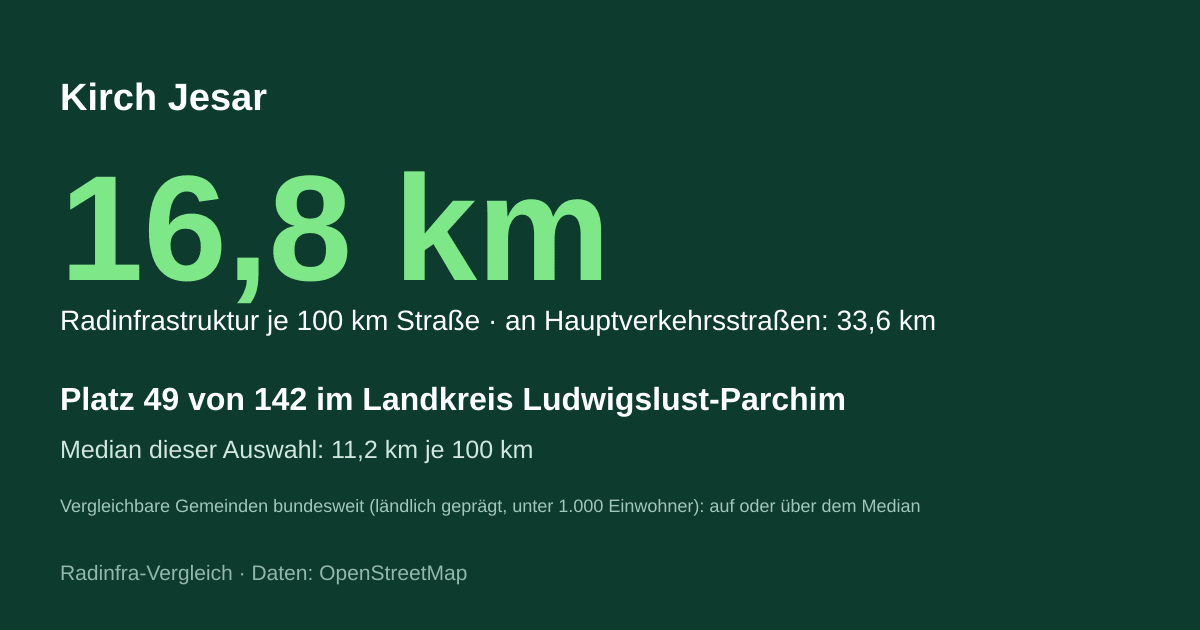 Kirch Jesar
16,8 km
Radinfrastruktur je 100 km Straße · an Hauptverkehrsstraßen: 33,6 km
Platz 49 von 142 im Landkreis Ludwigslust-Parchim
Median dieser Auswahl: 11,2 km je 100 km
Vergleichbare Gemeinden bundesweit (ländlich geprägt, unter 1.000 Einwohner): auf oder über dem Median
Radinfra-Vergleich · Daten: OpenStreetMap